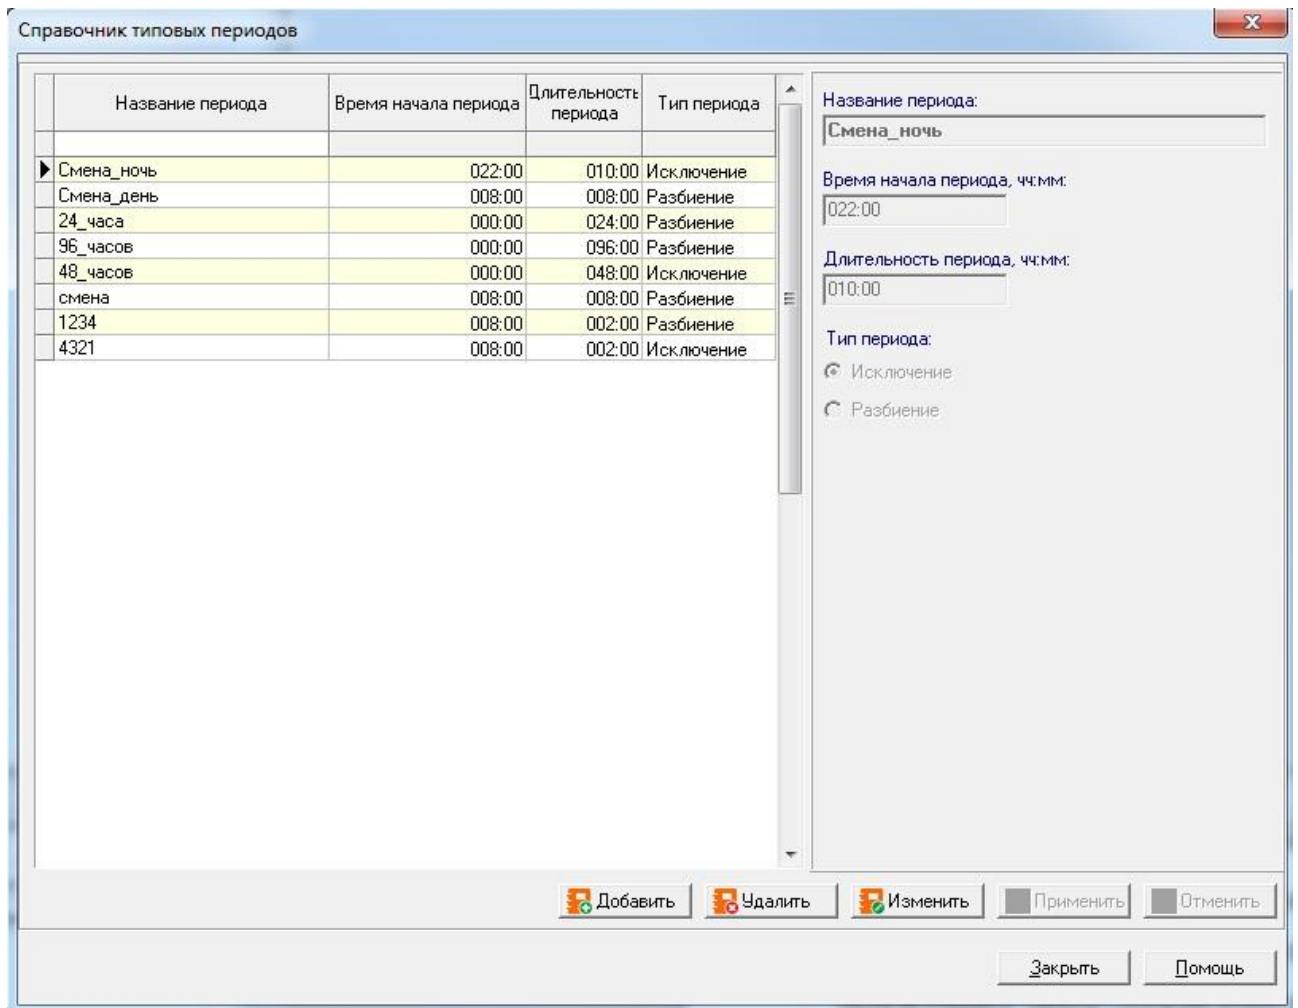 Справочник типовых периодов
Название периода Время начала периода Длительность периода Тип периода
Смена_ночь 022:00 010:00 Исключение
Смена_день 008:00 008:00 Разбиение
24_часа 000:00 024:00 Разбиение
96_часов 000:00 096:00 Разбиение
48_часов 000:00 048:00 Исключение
смена 008:00 008:00 Разбиение
1234 008:00 002:00 Разбиение
4321 008:00 002:00 Исключение
Название периода:
Смена_ночь
Время начала периода, чч:мм:
022:00
Длительность периода, чч:мм:
010:00
Тип периода:
Исключение
Разбиение
Добавить Удалить Изменить Применить Отменить
Закрыть Помощь